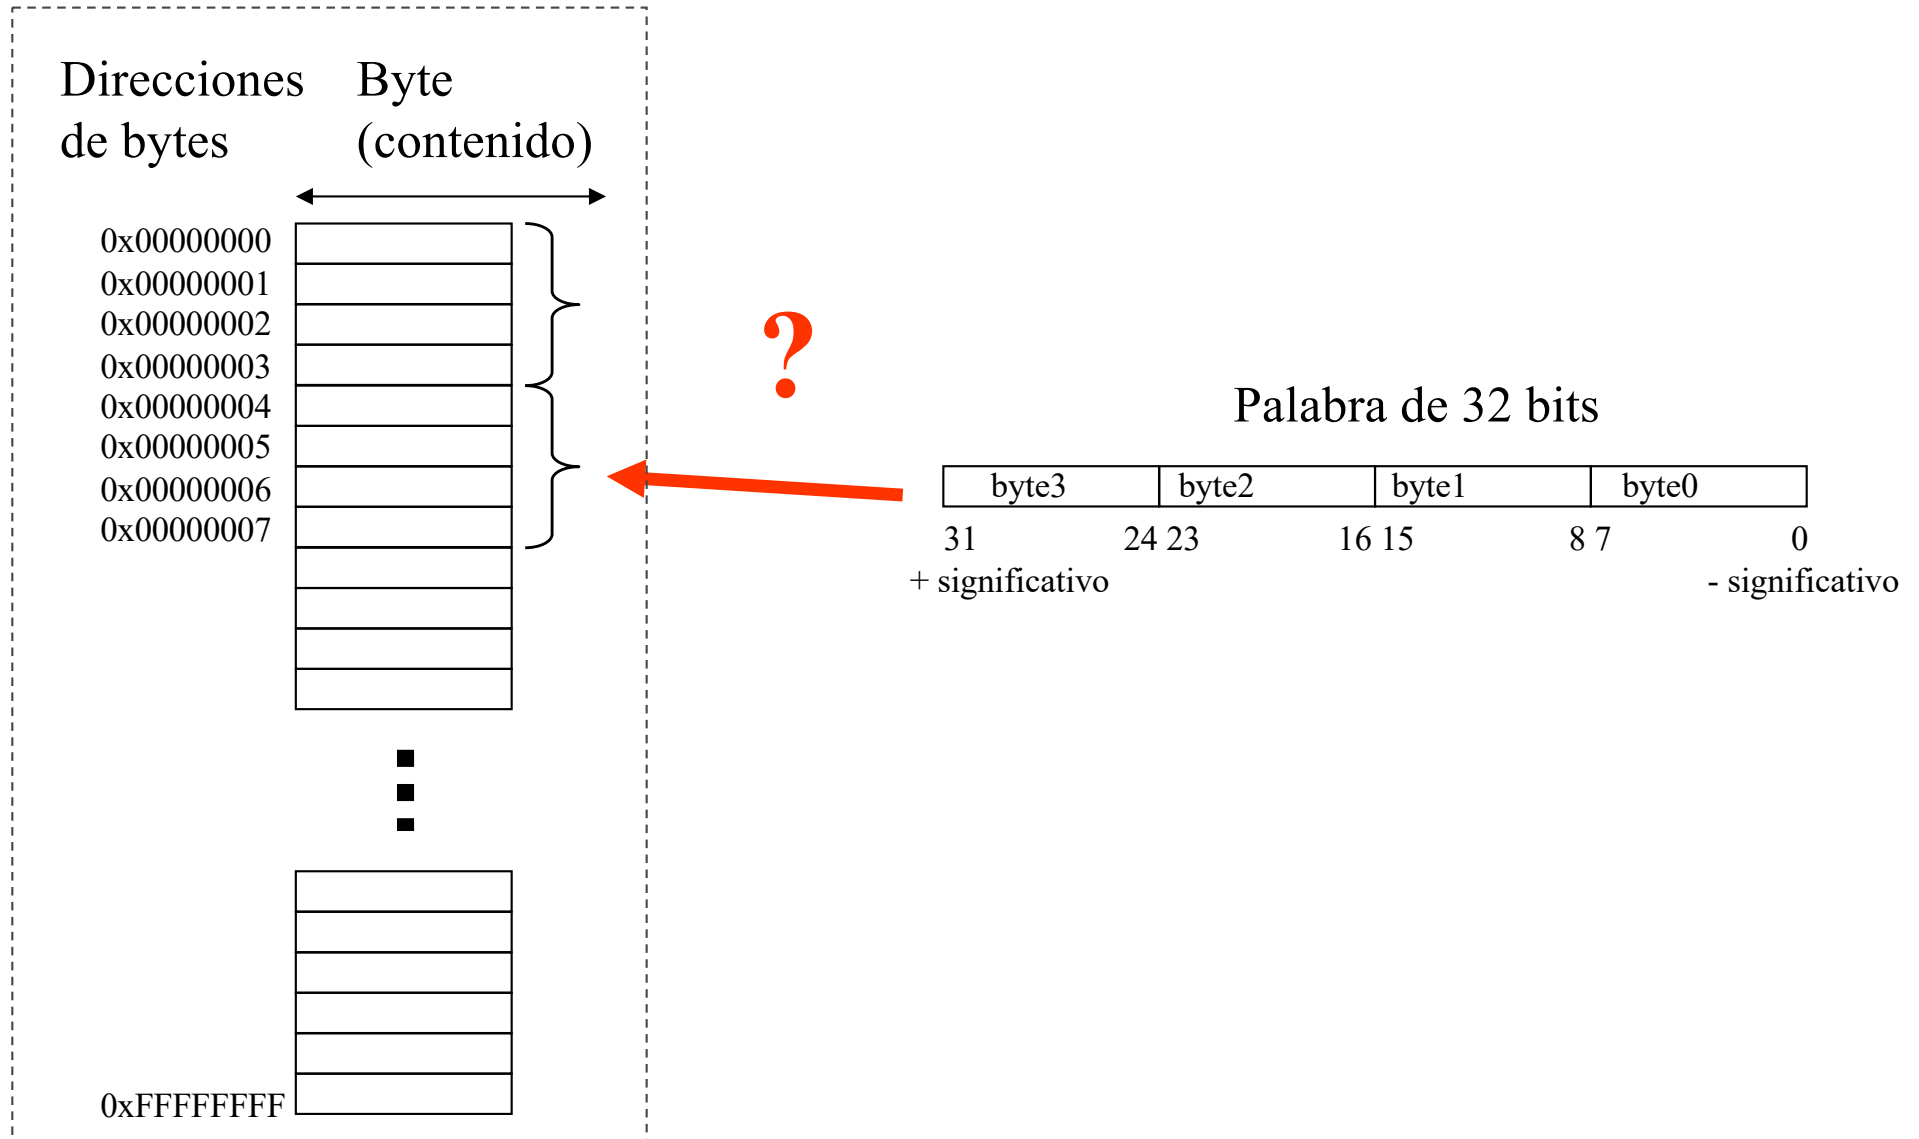 Direcciones
de bytes
Byte
(contenido)
0x00000000
0x00000001
0x00000002
0x00000003
0x00000004
0x00000005
0x00000006
0x00000007
0xFFFFFFFF
?
Palabra de 32 bits
byte3 byte2 byte1 byte0
31 24 23 16 15 8 7 0
+ significativo - significativo